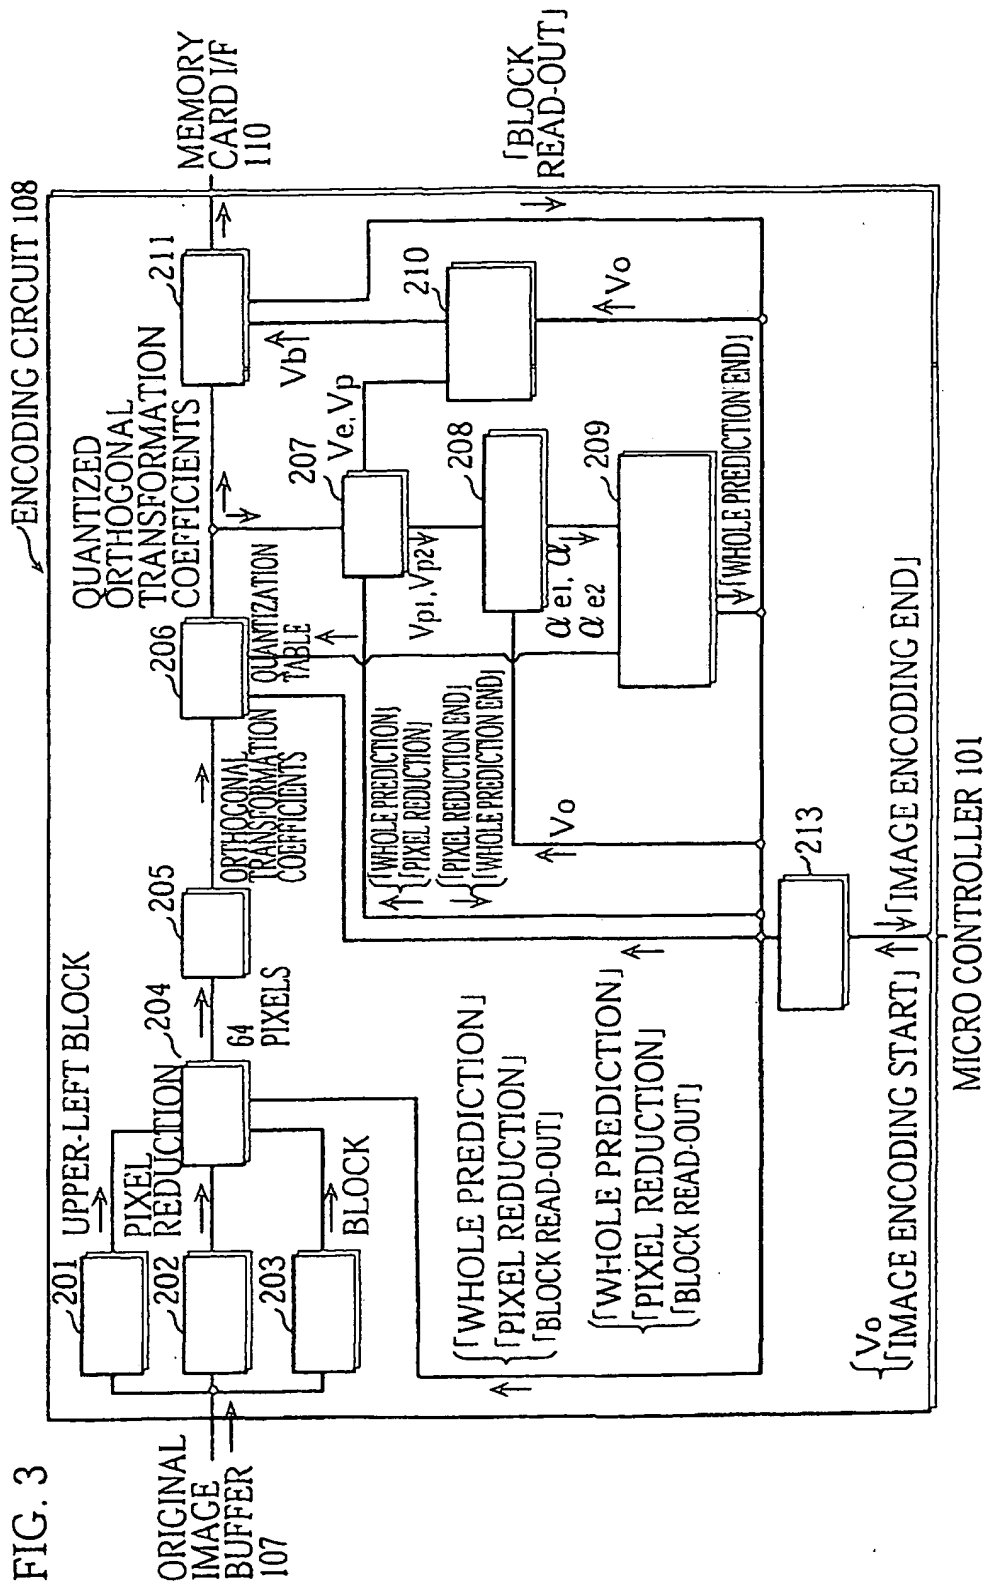 FIG. 3
ENCODING CIRCUIT 108
ORIGINAL
IMAGE
BUFFER
107
201
202
203
UPPER-LEFT BLOCK
PIXEL
REDUCTION
BLOCK
204
64
PIXELS
205
ORTHOGONAL
TRANSFORMATION
COEFFICIENTS
206
QUANTIZATION
TABLE
QUANTIZED
ORTHOGONAL
TRANSFORMATION
COEFFICIENTS
211
MEMORY
CARD I/F
110
207
Ve, Vp
Vb
210
Vo
Vp1, Vp2
208
αe1, α
αe2
209
「WHOLE PREDICTION END」
「BLOCK
READ-OUT」
「WHOLE PREDICTION」
「PIXEL REDUCTION」
「PIXEL REDUCTION END」
「WHOLE PREDICTION END」
Vo
「WHOLE PREDICTION」
「PIXEL REDUCTION」
「BLOCK READ-OUT」
「WHOLE PREDICTION」
「PIXEL REDUCTION」
「BLOCK READ-OUT」
213
Vo
「IMAGE ENCODING START」
「IMAGE ENCODING END」
MICRO CONTROLLER 101